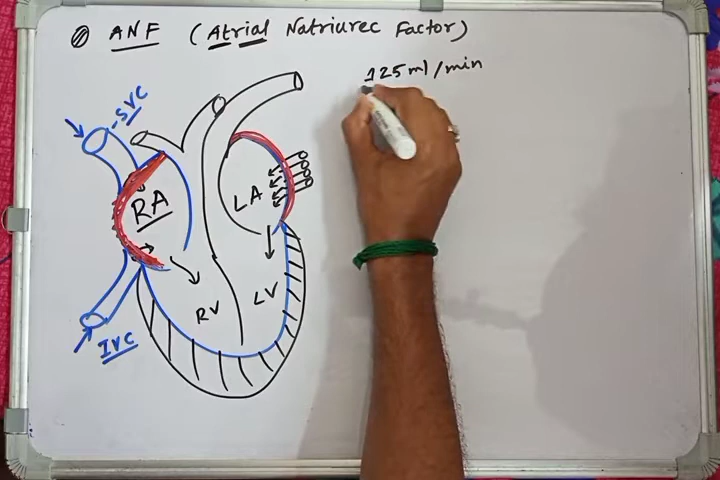 ANF (Atrial Natriurec Factor)
125ml/min
SVC
RA
LA
RV
LV
IVC